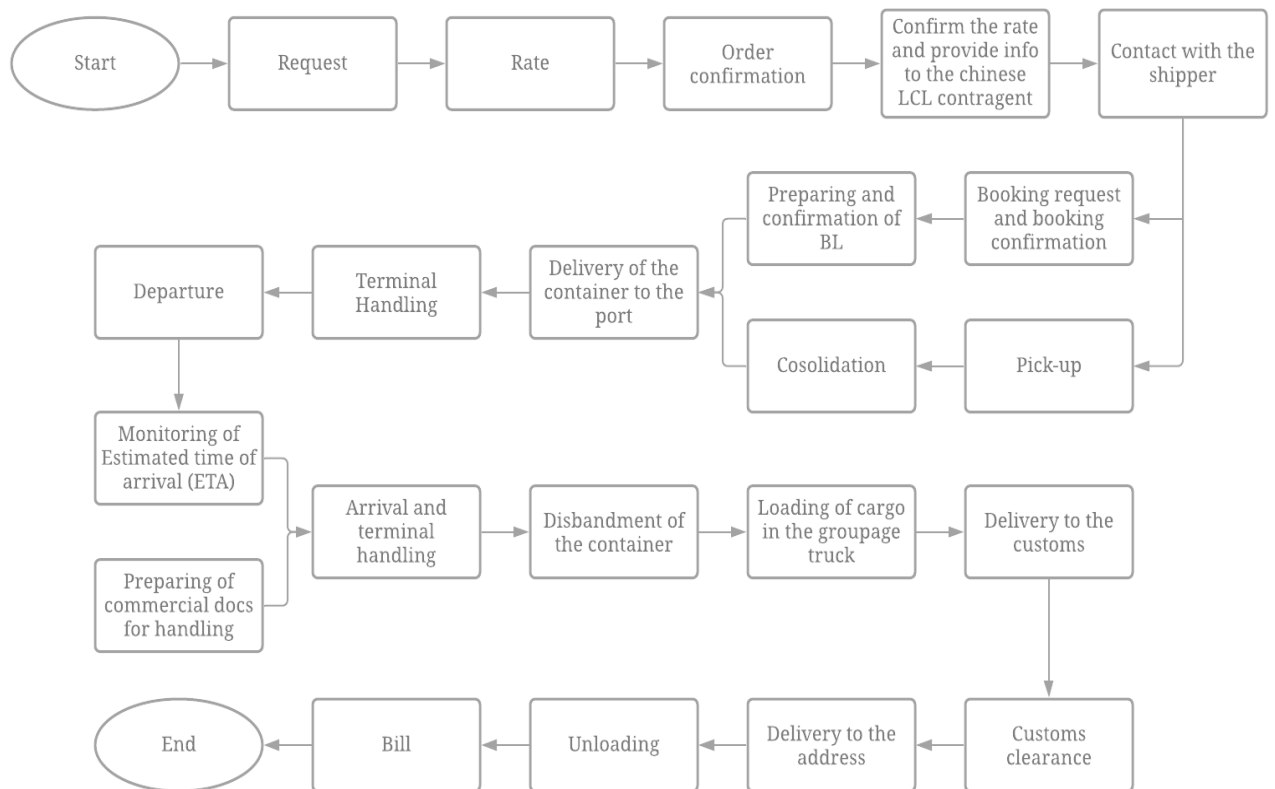 Start
Request
Rate
Order
confirmation
Confirm the rate
and provide info
to the chinese
LCL contragent
Contact with the
shipper
Booking request
and booking
confirmation
Preparing and
confirmation of
BL
Pick-up
Cosolidation
Delivery of the
container to the
port
Terminal
Handling
Departure
Monitoring of
Estimated time of
arrival (ETA)
Preparing of
commercial docs
for handling
Arrival and
terminal
handling
Disbandment of
the container
Loading of cargo
in the groupage
truck
Delivery to the
customs
Customs
clearance
Delivery to the
address
Unloading
Bill
End